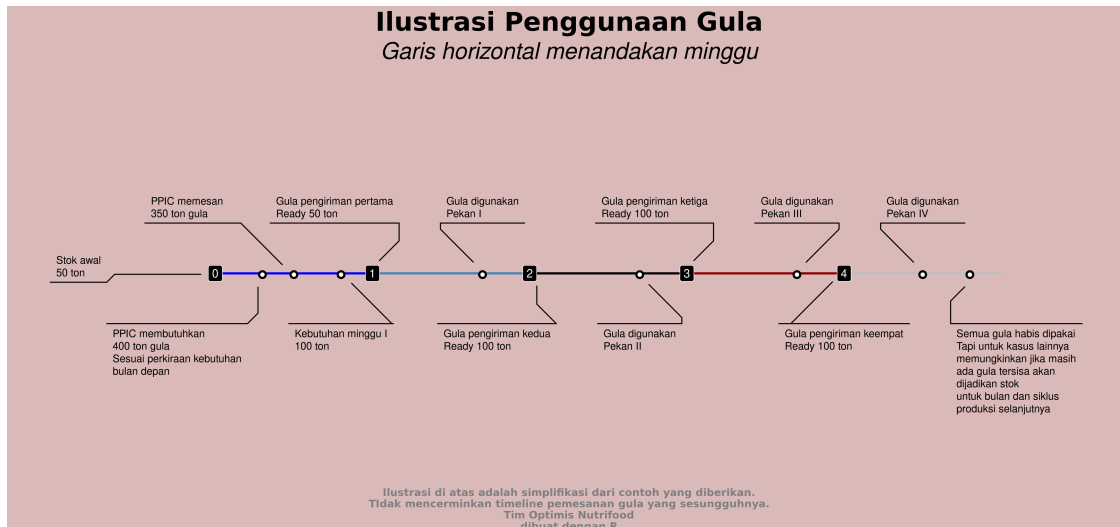 Ilustrasi Penggunaan Gula
Garis horizontal menandakan minggu
PPIC memesan
350 ton gula
Gula pengiriman pertama
Ready 50 ton
Gula digunakan
Pekan I
Gula pengiriman ketiga
Ready 100 ton
Gula digunakan
Pekan III
Gula digunakan
Pekan IV
Stok awal
50 ton
0
1
2
3
4
PPIC membutuhkan
400 ton gula
Sesuai perkiraan kebutuhan
bulan depan
Kebutuhan minggu I
100 ton
Gula pengiriman kedua
Ready 100 ton
Gula digunakan
Pekan II
Gula pengiriman keempat
Ready 100 ton
Semua gula habis dipakai
Tapi untuk kasus lainnya
memungkinkan jika masih
ada gula tersisa akan
dijadikan stok
untuk bulan dan siklus
produksi selanjutnya
Ilustrasi di atas adalah simplifikasi dari contoh yang diberikan.
TIdak mencerminkan timeline pemesanan gula yang sesungguhnya.
Tim Optimis Nutrifood
dibuat dengan R